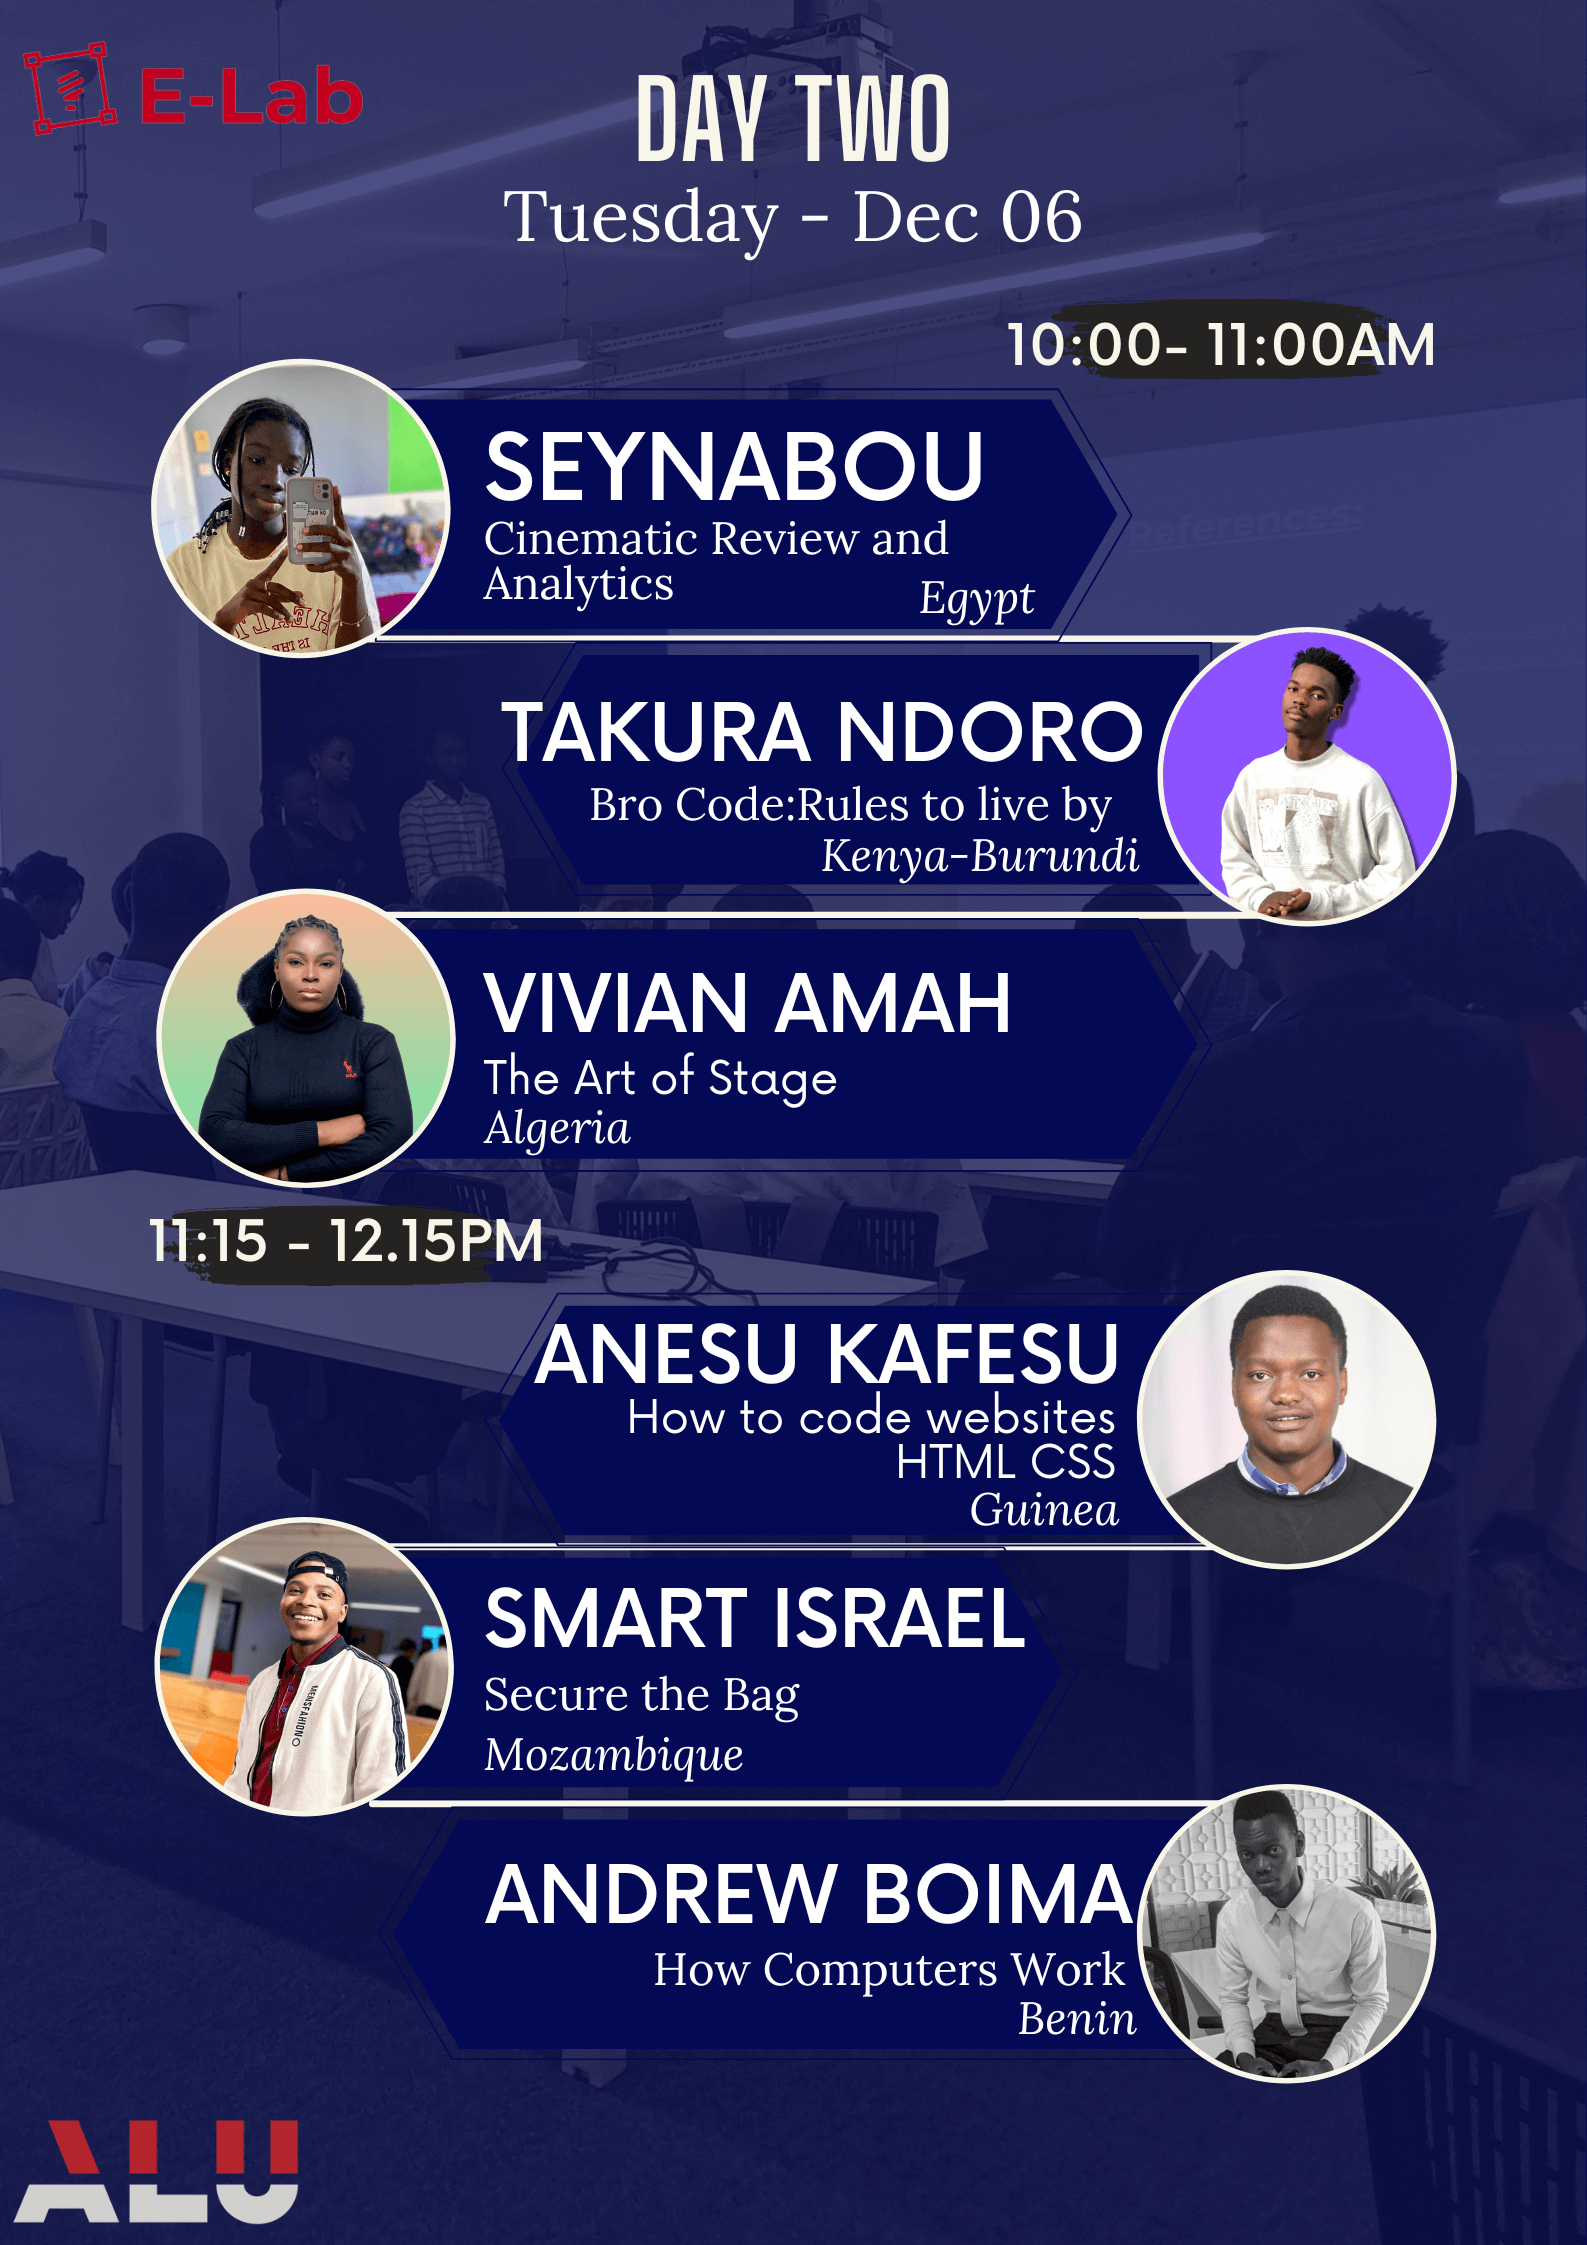 E-Lab
DAY TWO
Tuesday - Dec 06
10:00- 11:00AM
SEYNABOU
Cinematic Review and
Analytics
Egypt
References:
TAKURA NDORO
Bro Code:Rules to live by
Kenya-Burundi
VIVIAN AMAH
The Art of Stage
Algeria
11:15 - 12.15PM
ANESU KAFESU
How to code websites
HTML CSS
Guinea
SMART ISRAEL
Secure the Bag
Mozambique
MENSFAHION
ANDREW BOIMA
How Computers Work
Benin
ALU